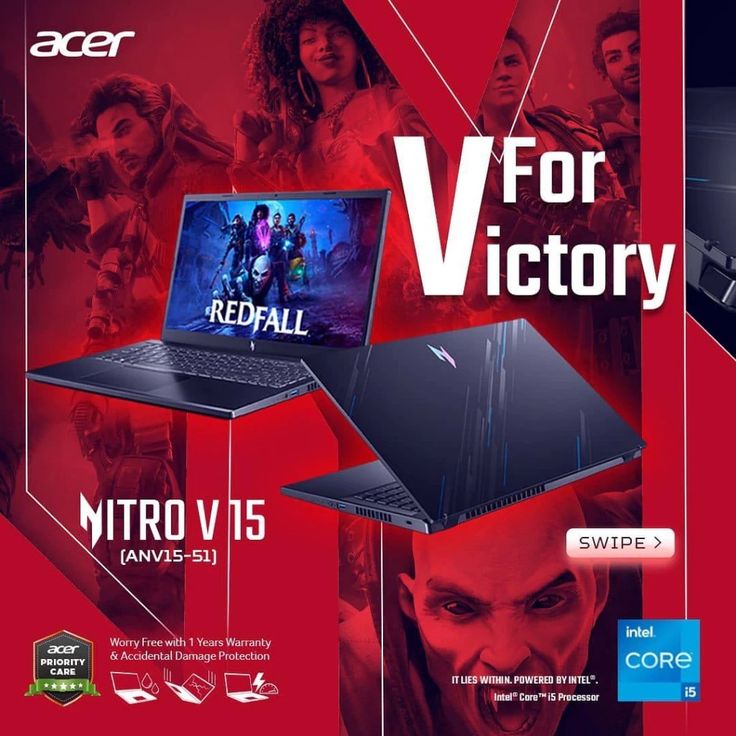 acer
V For
Victory
REDFALL
NITRO V 15
(ANV15-51)
SWIPE >
acer
PRIORITY
CARE
Worry Free with 1 Years Warranty
& Accidental Damage Protection
IT LIES WITHIN. POWERED BY INTEL®.
Intel® Core™ i5 Processor
intel.
CORE™
i5